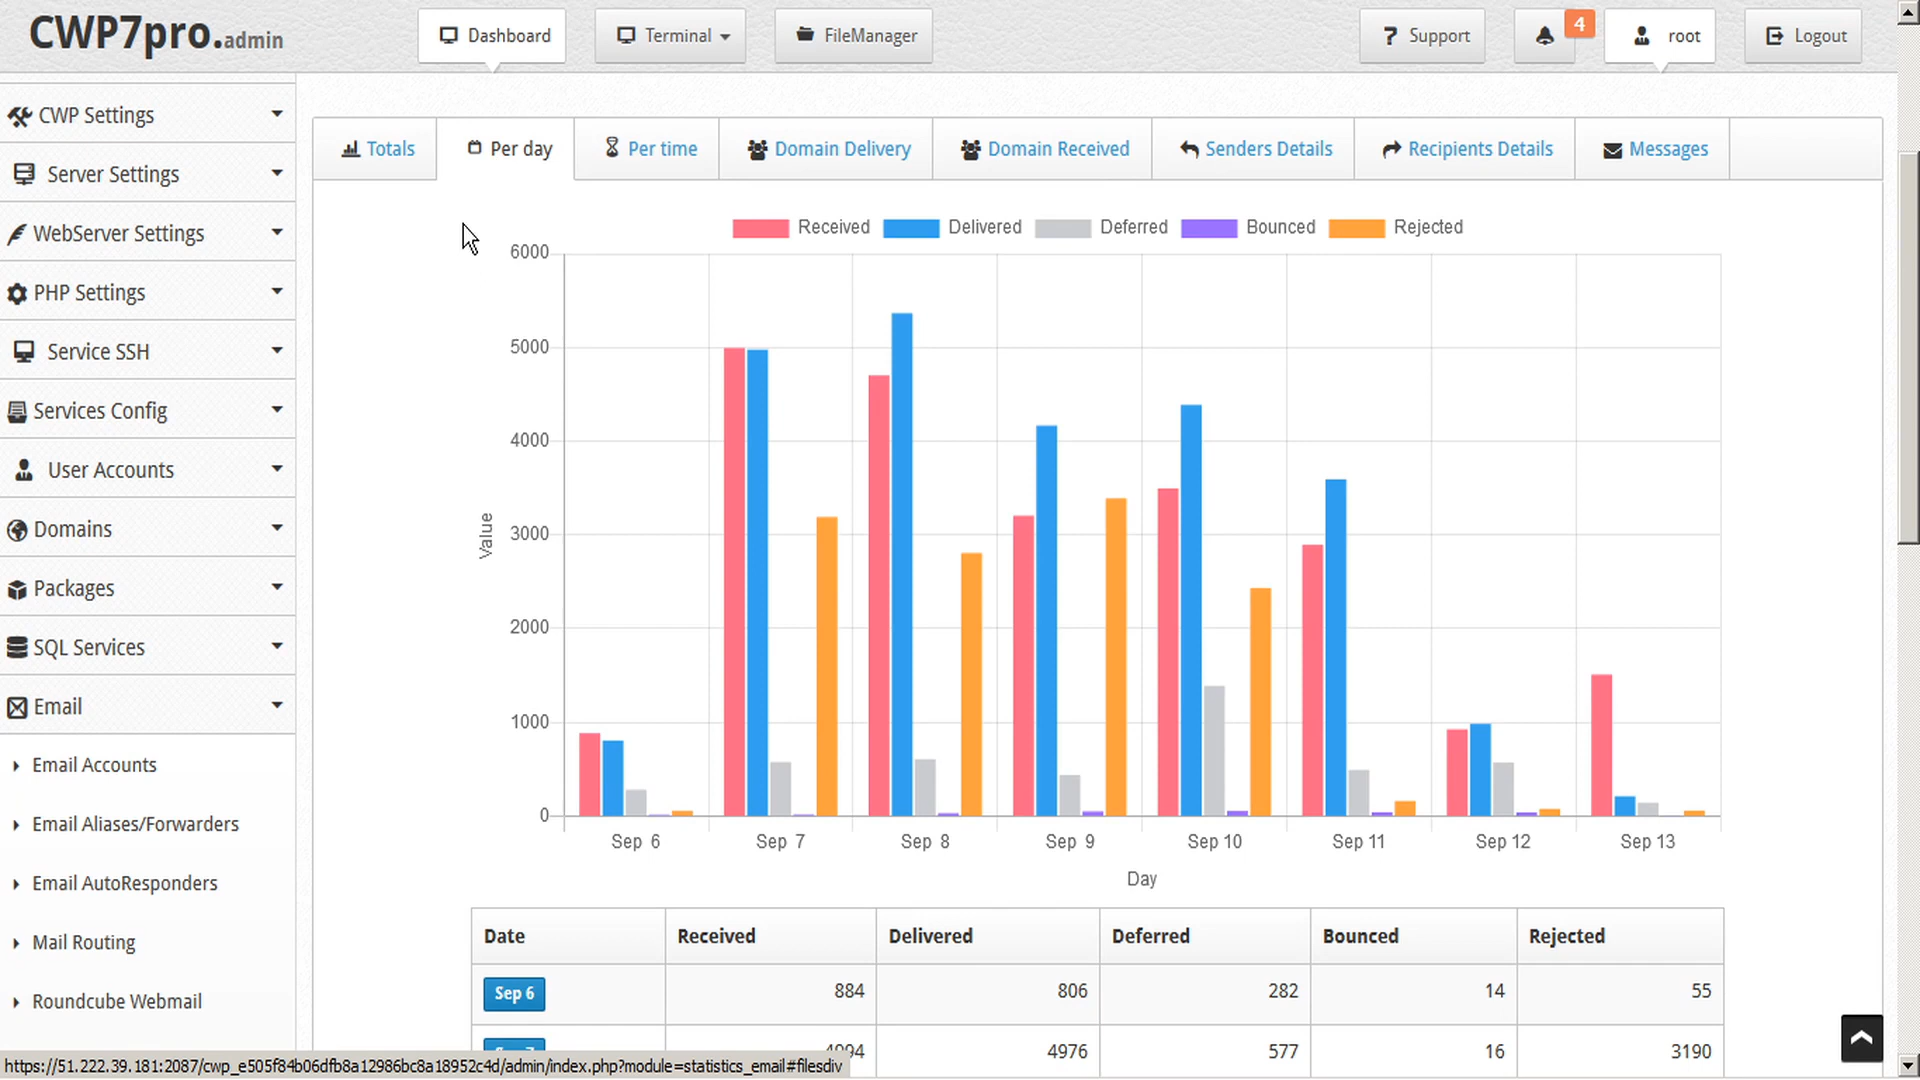 CWP7pro.admin
Dashboard
Terminal
FileManager
? Support
4
root
Logout
CWP Settings
Server Settings
WebServer Settings
PHP Settings
Service SSH
Services Config
User Accounts
Domains
Packages
SQL Services
Email
Email Accounts
Email Aliases/Forwarders
Email AutoResponders
Mail Routing
Roundcube Webmail
Totals
Per day
Per time
Domain Delivery
Domain Received
Senders Details
Recipients Details
Messages
Received Delivered Deferred Bounced Rejected
6000
5000
4000
3000
2000
1000
0
Value
Sep 6 Sep 7 Sep 8 Sep 9 Sep 10 Sep 11 Sep 12 Sep 13
Day
Date Received Delivered Deferred Bounced Rejected
Sep 6 884 806 282 14 55
4976 577 16 3190
https://51.222.39.181:2087/cwp_e505f84b06dfb8a12986bc8a18952c4d/admin/index.php?module=statistics_email#filesdiv